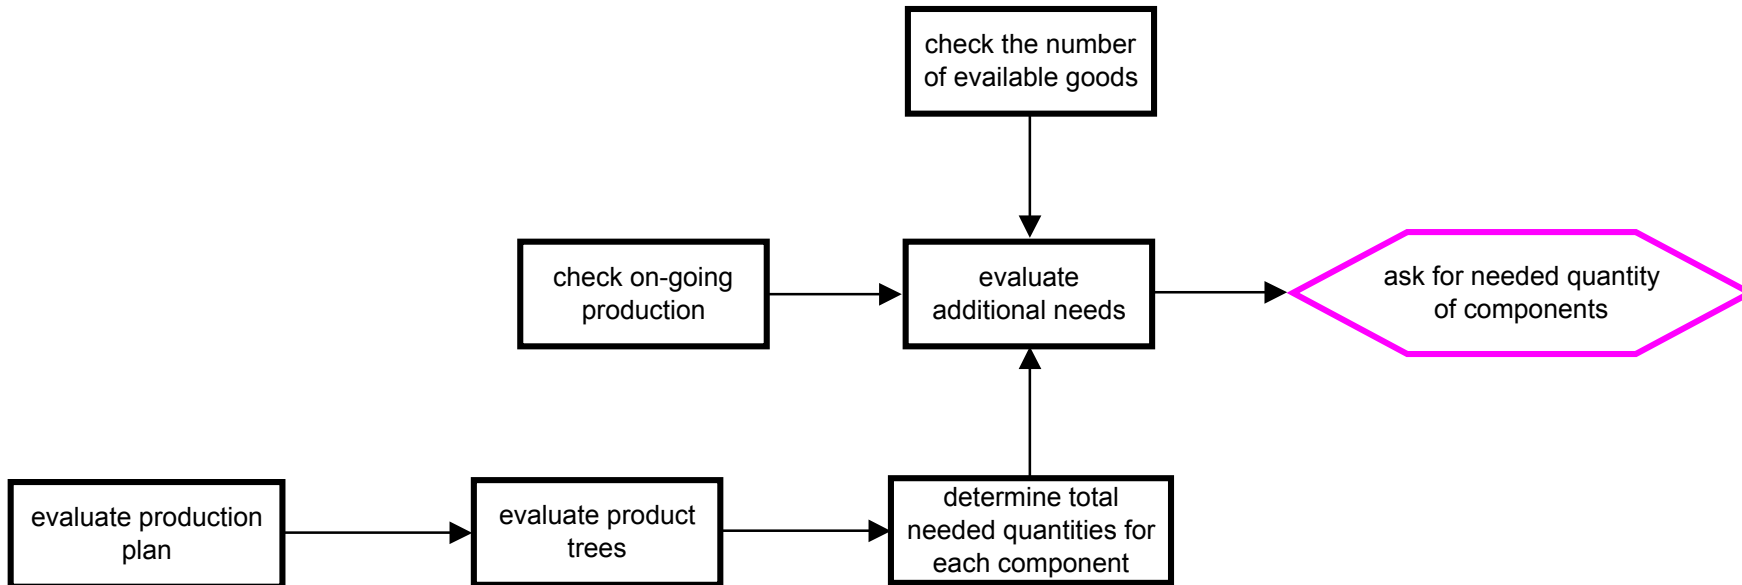 check the number
of evailable goods
check on-going
production
evaluate
additional needs
ask for needed quantity
of components
evaluate production
plan
evaluate product
trees
determine total
needed quantities for
each component